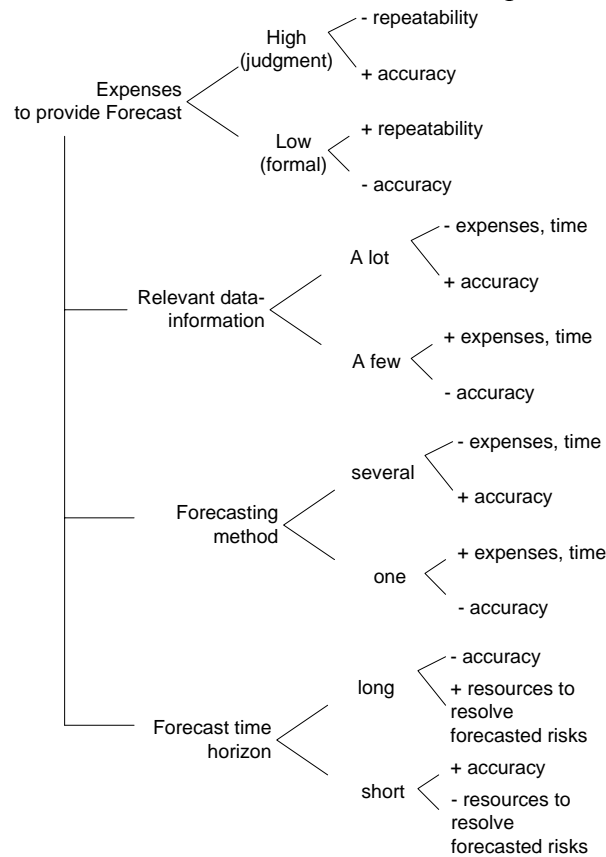 Expenses
to provide Forecast
High
(judgment)
- repeatability
+ accuracy
Low
(formal)
+ repeatability
- accuracy
Relevant data-
information
A lot
- expenses, time
+ accuracy
A few
+ expenses, time
- accuracy
Forecasting
method
several
- expenses, time
+ accuracy
one
+ expenses, time
- accuracy
Forecast time
horizon
long
- accuracy
+ resources to
resolve
forecasted risks
short
+ accuracy
- resources to
resolve
forecasted risks